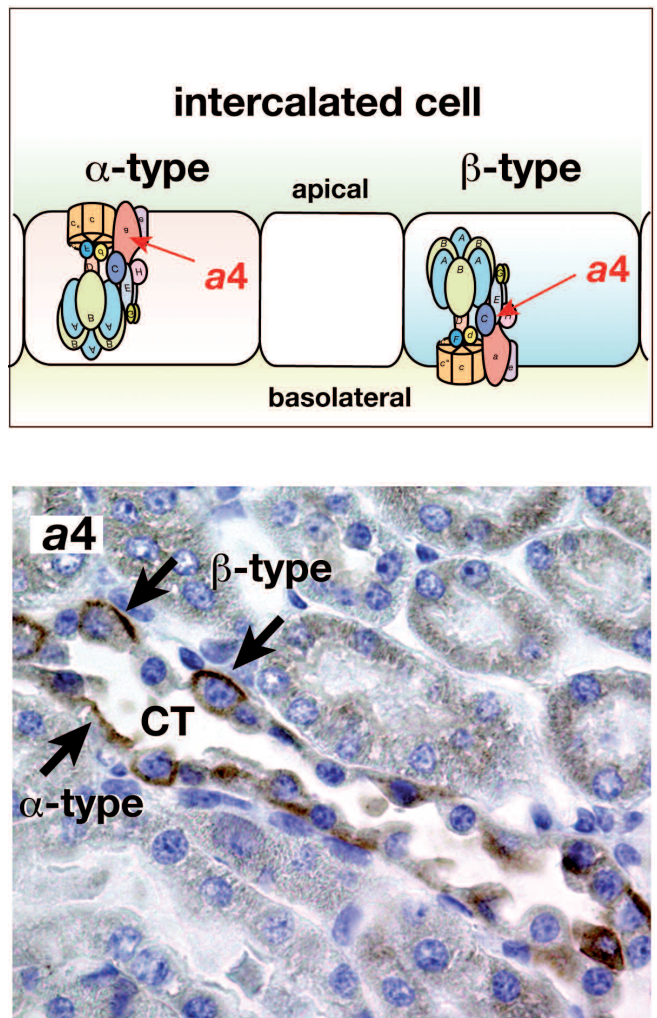 intercalated cell
α-type
β-type
apical
c
c
a
e
C
H
E
D
B
A
A
B
B
A
a4
B
A
B
A
A
B
E
C
H
D
F
d
c
a
e
a4
basolateral
a4
β-type
CT
α-type